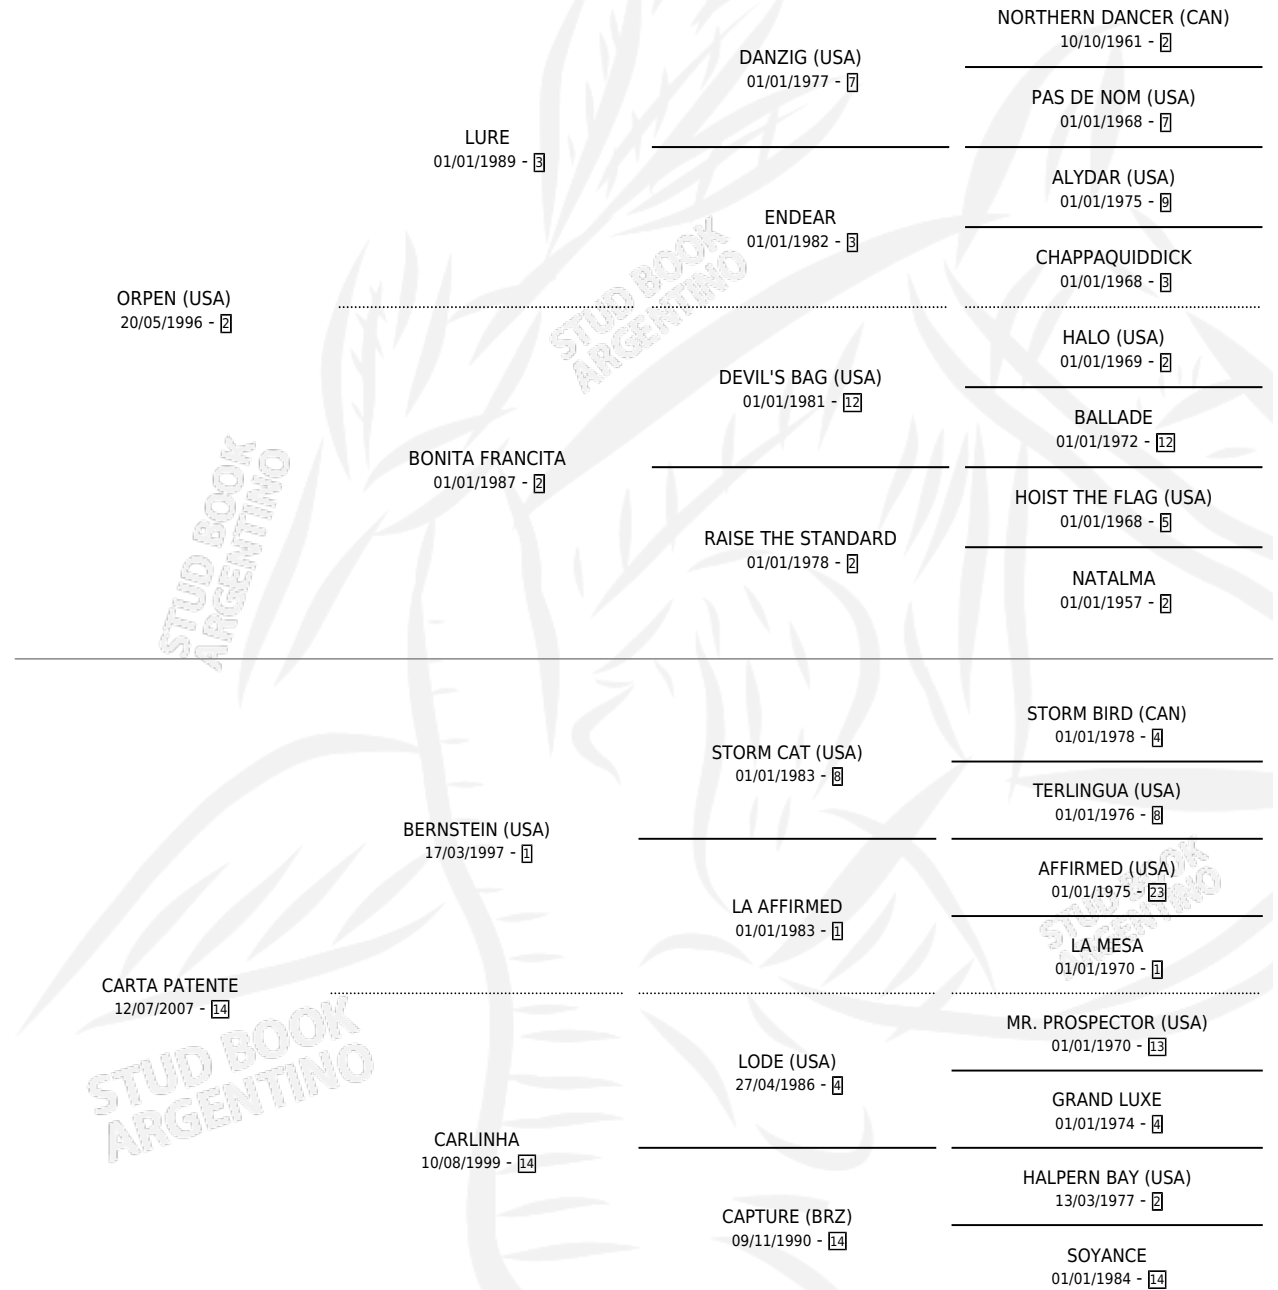 NORTHERN DANCER (CAN)
10/10/1961 - 2
DANZIG (USA)
01/01/1977 - 7
PAS DE NOM (USA)
01/01/1968 - 7
LURE
01/01/1989 - 3
ALYDAR (USA)
01/01/1975 - 9
ENDEAR
01/01/1982 - 3
CHAPPAQUIDDICK
01/01/1968 - 3
ORPEN (USA)
20/05/1996 - 2
STUD BOOK
ARGENTINO
HALO (USA)
01/01/1969 - 2
DEVIL'S BAG (USA)
01/01/1981 - 12
BALLADE
01/01/1972 - 12
BONITA FRANCITA
01/01/1987 - 2
HOIST THE FLAG (USA)
01/01/1968 - 5
RAISE THE STANDARD
01/01/1978 - 2
NATALMA
01/01/1957 - 2
STUD BOOK
ARGENTINO
STORM BIRD (CAN)
01/01/1978 - 4
STORM CAT (USA)
01/01/1983 - 8
TERLINGUA (USA)
01/01/1976 - 8
BERNSTEIN (USA)
17/03/1997 - 1
AFFIRMED (USA)
01/01/1975 - 23
LA AFFIRMED
01/01/1983 - 1
STUD BOOK
ARGENTINO
LA MESA
01/01/1970 - 1
CARTA PATENTE
12/07/2007 - 14
STUD BOOK
ARGENTINO
MR. PROSPECTOR (USA)
01/01/1970 - 13
LODE (USA)
27/04/1986 - 4
GRAND LUXE
01/01/1974 - 4
CARLINHA
10/08/1999 - 14
HALPERN BAY (USA)
13/03/1977 - 2
CAPTURE (BRZ)
09/11/1990 - 14
SOYANCE
01/01/1984 - 14